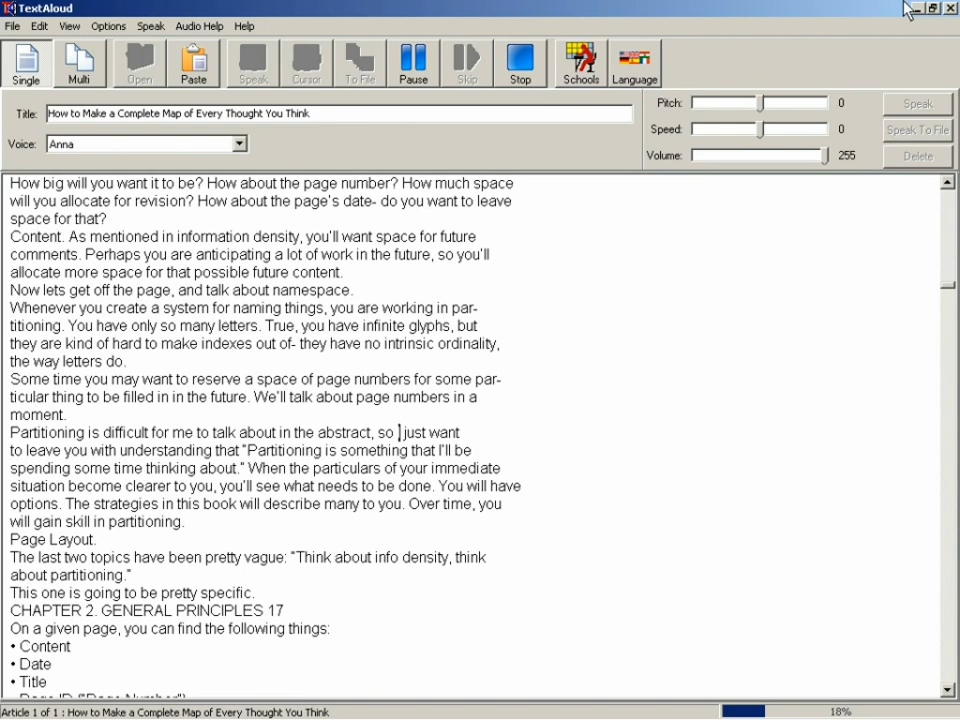 TextAloud
File Edit View Options Speak Audio Help Help
Single Multi Open Paste Speak Cursor To File Pause Skip Stop Schools Language
Title: How to Make a Complete Map of Every Thought You Think
Voice: Anna
Pitch: 0 Speak
Speed: 0 Speak To File
Volume: 255 Delete
How big will you want it to be? How about the page number? How much space
will you allocate for revision? How about the page's date- do you want to leave
space for that?
Content. As mentioned in information density, you'll want space for future
comments. Perhaps you are anticipating a lot of work in the future, so you'll
allocate more space for that possible future content.
Now lets get off the page, and talk about namespace.
Whenever you create a system for naming things, you are working in par-
titioning. You have only so many letters. True, you have infinite glyphs, but
they are kind of hard to make indexes out of- they have no intrinsic ordinality,
the way letters do.
Some time you may want to reserve a space of page numbers for some par-
ticular thing to be filled in in the future. We'll talk about page numbers in a
moment.
Partitioning is difficult for me to talk about in the abstract, so I just want
to leave you with understanding that "Partitioning is something that I'll be
spending some time thinking about." When the particulars of your immediate
situation become clearer to you, you'll see what needs to be done. You will have
options. The strategies in this book will describe many to you. Over time, you
will gain skill in partitioning.
Page Layout.
The last two topics have been pretty vague: "Think about info density, think
about partitioning."
This one is going to be pretty specific.
CHAPTER 2. GENERAL PRINCIPLES 17
On a given page, you can find the following things:
• Content
• Date
• Title
• Page ID ("Page Number")
Article 1 of 1 : How to Make a Complete Map of Every Thought You Think 18%